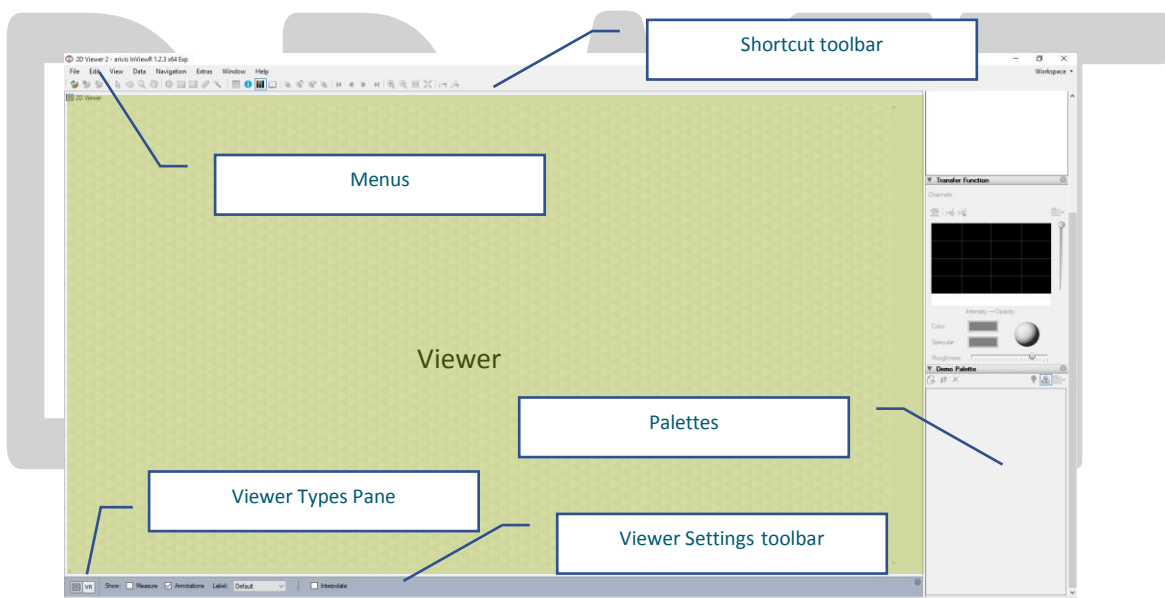 Shortcut toolbar
2D Viewer 2 - arivis InViewR 1.2.3 x64 Exp
File Edit View Data Navigation Extras Window Help
Workspace
2D Viewer
Menus
Transfer Function
Channels
Intensity — Opacity
Color:
Specular:
Roughness:
Viewer
Demo Palette
Palettes
Viewer Types Pane
Viewer Settings toolbar
VR Show: Measure Annotations Label: Default Interpolate